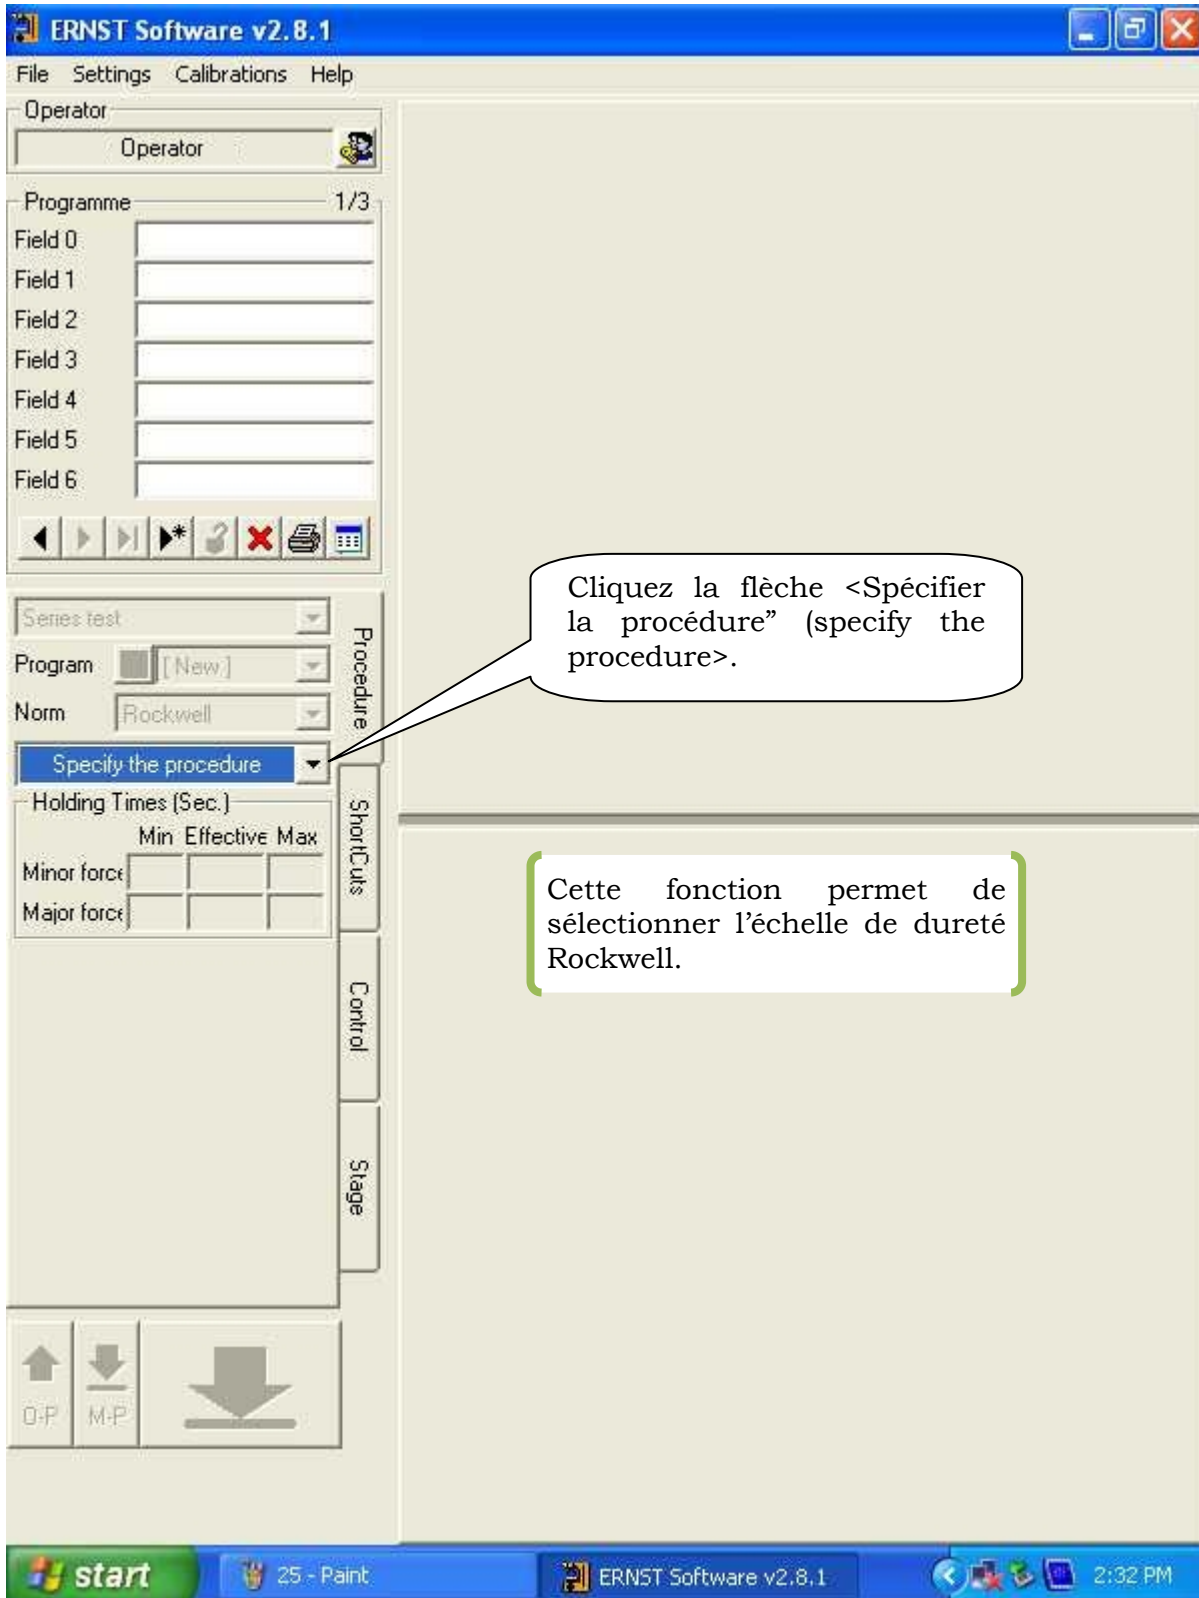 ERNST Software v2.8.1
File Settings Calibrations Help
Operator
Operator
Programme 1/3
Field 0
Field 1
Field 2
Field 3
Field 4
Field 5
Field 6
Cliquez la flèche <Spécifier
la procédure” (specify the
procedure>.
Series test
Program [ New ]
Norm Rockwell
Specify the procedure
Holding Times (Sec.)
Min Effective Max
Minor force
Major force
Procedure
ShortCuts
Control
Stage
Cette fonction permet de
sélectionner l’échelle de dureté
Rockwell.
O-P M-P
start 25 - Paint ERNST Software v2.8.1 2:32 PM